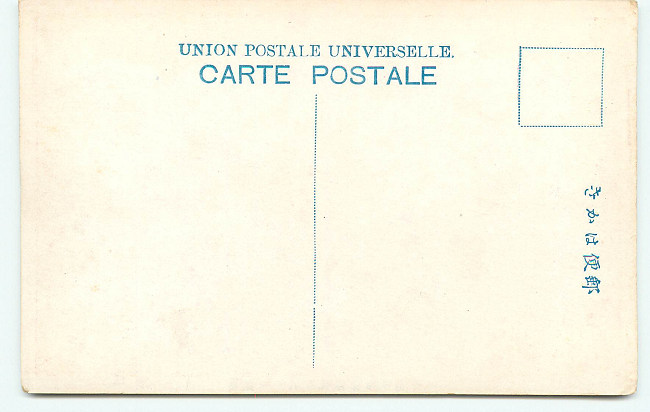 UNION POSTALE UNIVERSELLE.
CARTE POSTALE
郵便はかき